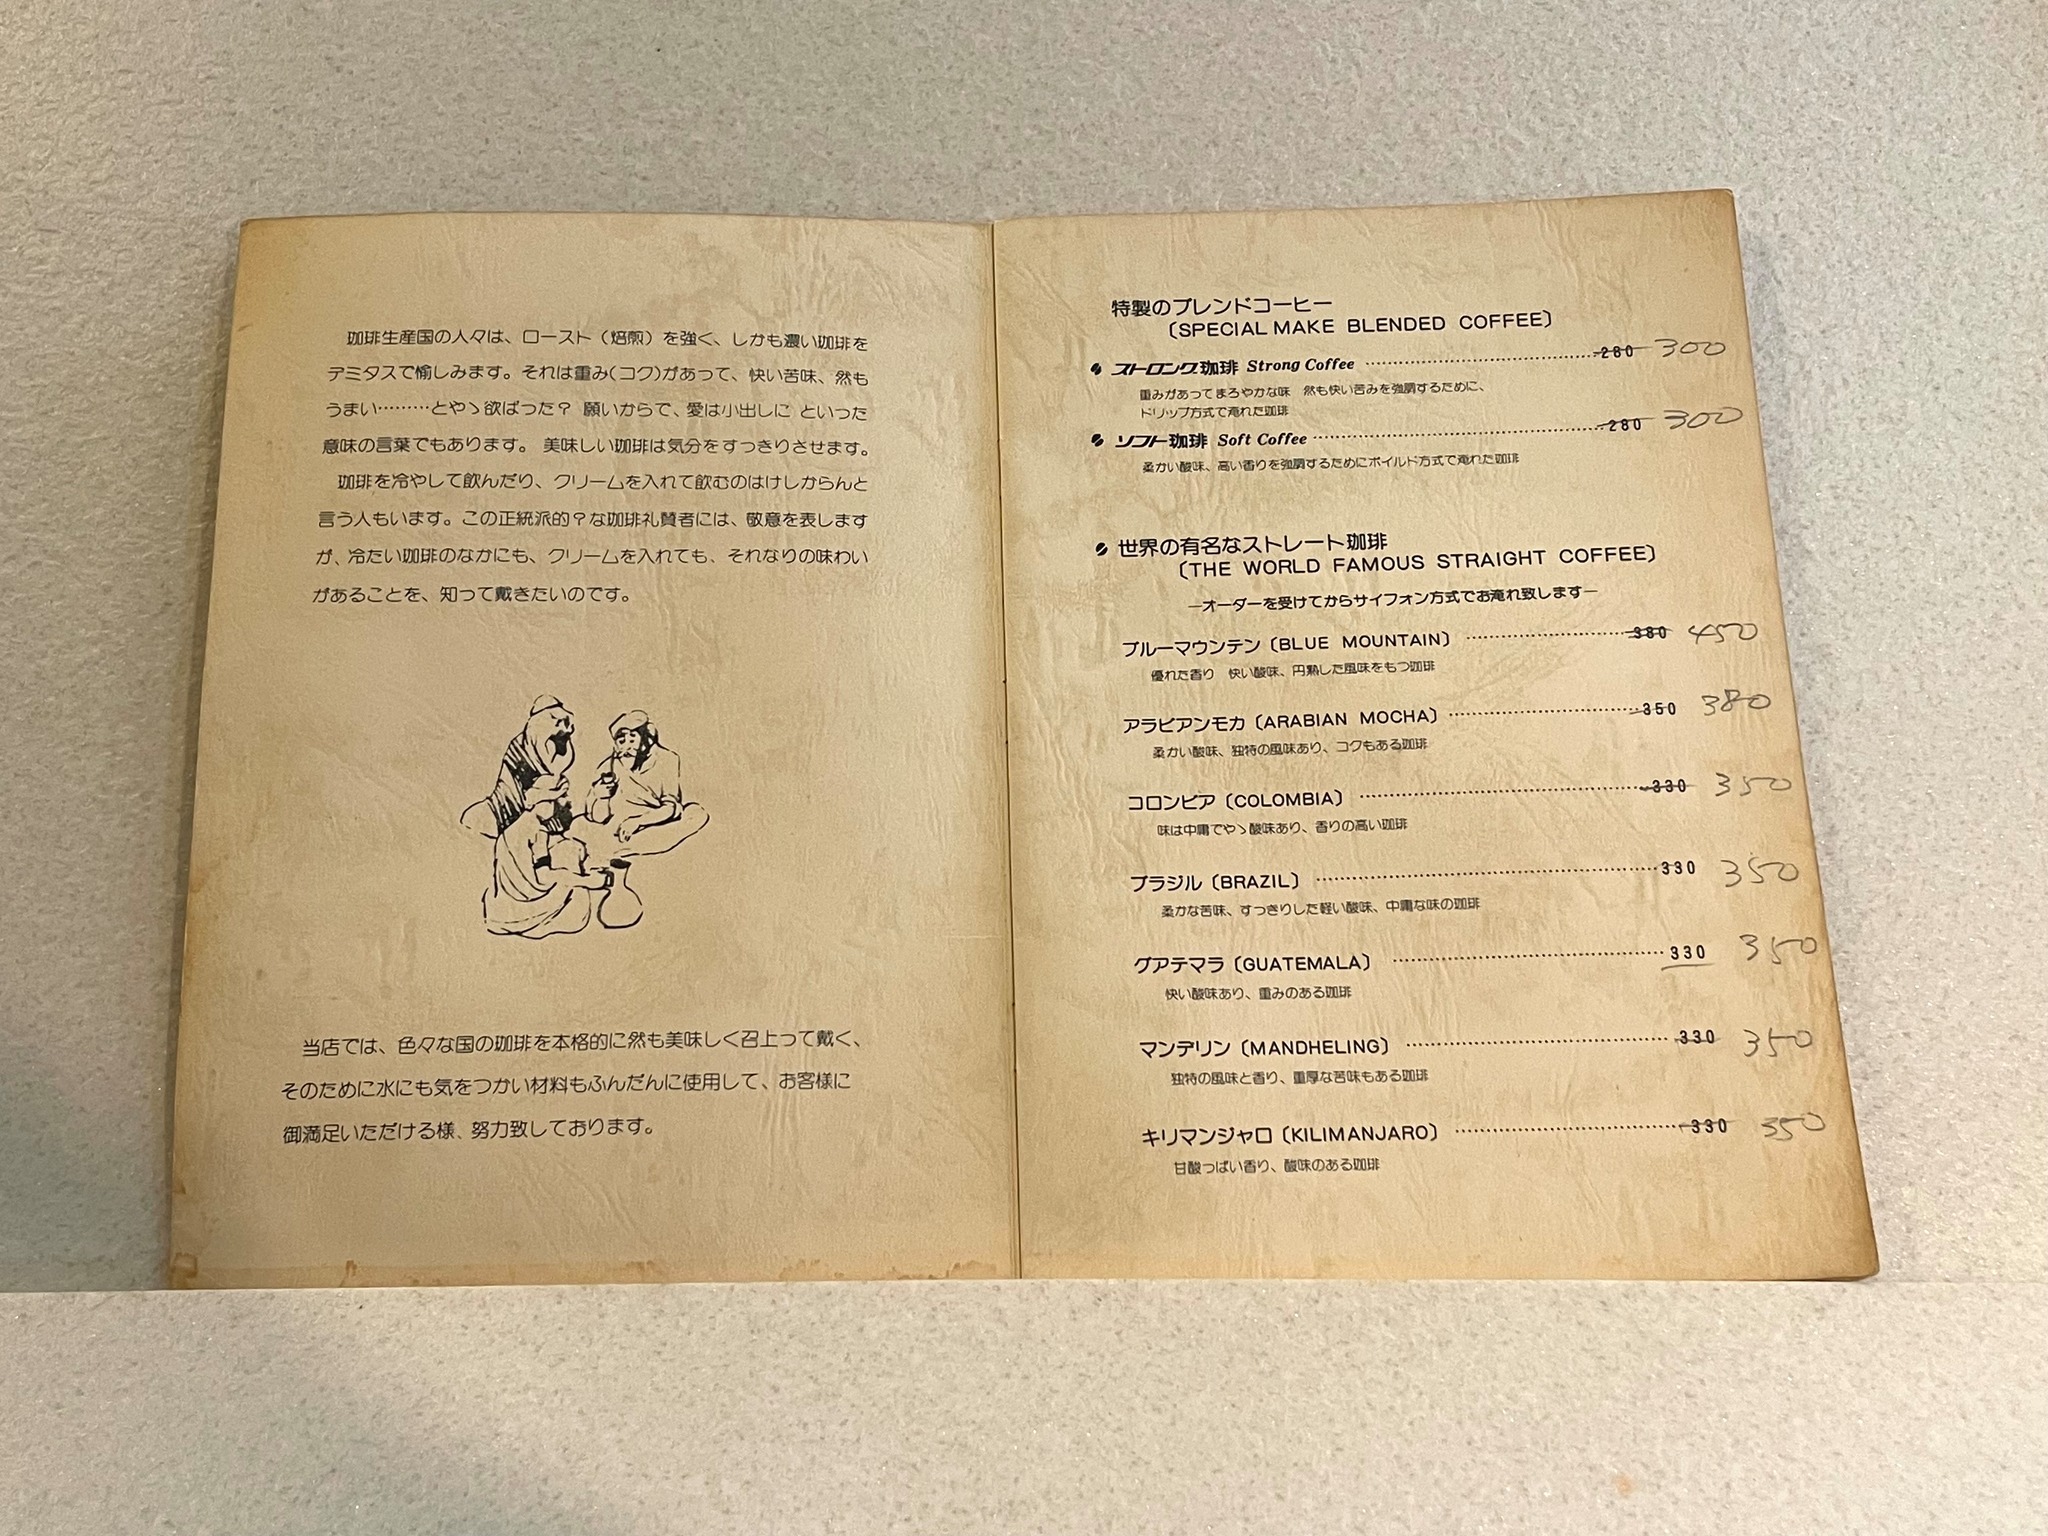 珈琲生産国の人々は、ロースト（焙煎）を強く、しかも濃い珈琲を
デミタスで愉しみます。それは重み(コク)があって、快い苦味、然も
うまい………とやゝ欲ばった？ 願いからで、愛は小出しに といった
意味の言葉でもあります。 美味しい珈琲は気分をすっきりさせます。
珈琲を冷やして飲んだり、クリームを入れて飲むのはけしからんと
言う人もいます。この正統派的？な珈琲礼賛者には、敬意を表します
が、冷たい珈琲のなかにも、クリームを入れても、それなりの味わい
があることを、知って戴きたいのです。
当店では、色々な国の珈琲を本格的に然も美味しく召上って戴く、
そのために水にも気をつかい材料もふんだんに使用して、お客様に
御満足いただける様、努力致しております。
特製のブレンドコーヒー
〔SPECIAL MAKE BLENDED COFFEE〕
ストロング珈琲 Strong Coffee ……………………… 280 300
重みがあってまろやかな味 然も快い苦みを強調するために、
ドリップ方式で淹れた珈琲
ソフト珈琲 Soft Coffee ……………………… 280 300
柔かい酸味、高い香りを強調するためにボイルド方式で淹れた珈琲
世界の有名なストレート珈琲
〔THE WORLD FAMOUS STRAIGHT COFFEE〕
―オーダーを受けてからサイフォン方式でお淹れ致します―
ブルーマウンテン〔BLUE MOUNTAIN〕 ……………… 380 450
優れた香り 快い酸味、円熟した風味をもつ珈琲
アラビアンモカ〔ARABIAN MOCHA〕 ……………… 350 380
柔かい酸味、独特の風味あり、コクもある珈琲
コロンビア〔COLOMBIA〕 ……………………… 330 350
味は中庸でやゝ酸味あり、香りの高い珈琲
ブラジル〔BRAZIL〕 ……………………… 330 350
柔かな苦味、すっきりした軽い酸味、中庸な味の珈琲
グアテマラ〔GUATEMALA〕 ……………………… 330 350
快い酸味あり、重みのある珈琲
マンデリン〔MANDHELING〕 ……………………… 330 350
独特の風味と香り、重厚な苦味もある珈琲
キリマンジャロ〔KILIMANJARO〕 ……………………… 330 350
甘酸っぱい香り、酸味のある珈琲